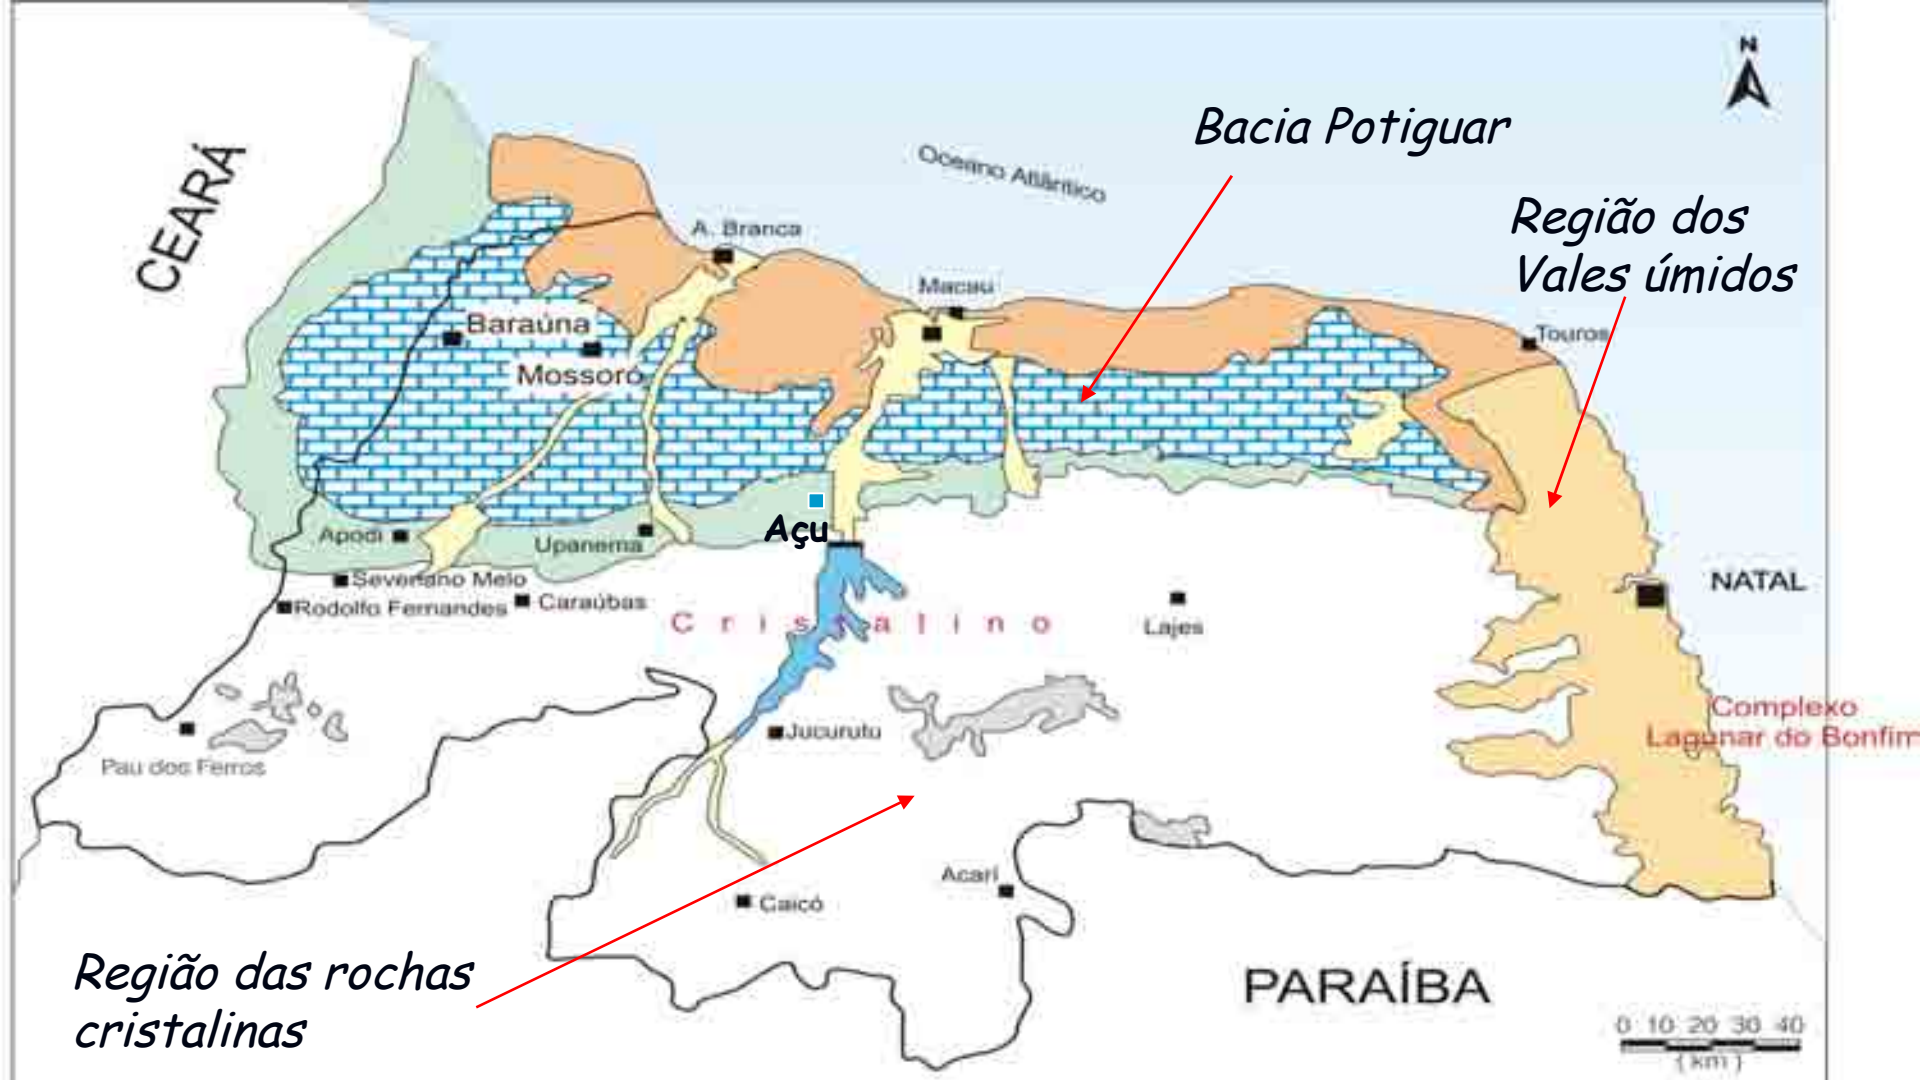 N
Bacia Potiguar
Oceano Atlântico
CEARÁ
Região dos
Vales úmidos
A. Branca
Macau
Baraúna
Touros
Mossoró
Açu
Apodi
Upanema
Severiano Melo
NATAL
Rodolfo Fernandes
Caraúbas
Cristalino
Lajes
Complexo
Lagunar do Bonfim
Jucurutu
Pau dos Ferros
Acari
Caicó
Região das rochas
cristalinas
PARAÍBA
0 10 20 30 40
(km)